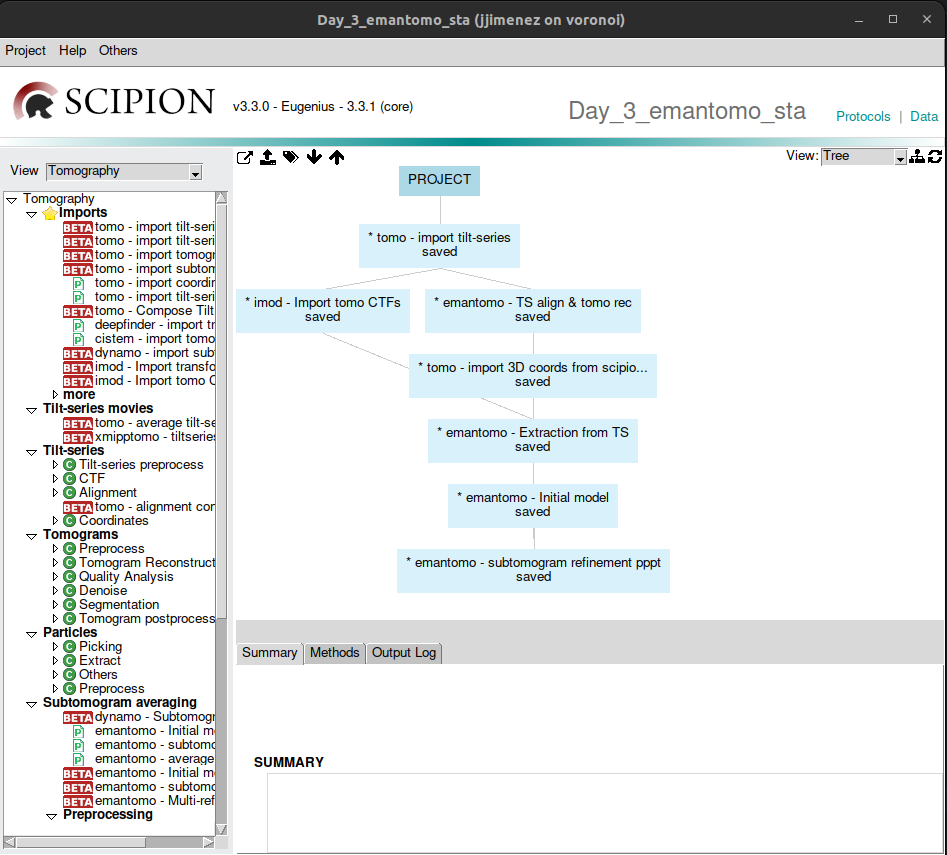 Day_3_emantomo_sta (jjimenez on voronoi)
Project Help Others
SCIPION v3.3.0 - Eugenius - 3.3.1 (core) Day_3_emantomo_sta Protocols | Data
View Tomography
View: Tree
Tomography
Imports
BETA tomo - import tilt-seri
BETA tomo - import tilt-seri
BETA tomo - import tomogr
BETA tomo - import subtom
p tomo - import coordin
p tomo - import tilt-seri
BETA tomo - Compose Tilt
p deepfinder - import tr
p cistem - import tomo
BETA dynamo - import sub
BETA imod - Import transfo
BETA imod - Import tomo C
more
Tilt-series movies
BETA tomo - average tilt-se
BETA xmipptomo - tiltseries
Tilt-series
C Tilt-series preprocess
C CTF
C Alignment
BETA tomo - alignment cor
C Coordinates
Tomograms
C Preprocess
C Tomogram Reconstruct
C Quality Analysis
C Denoise
C Segmentation
C Tomogram postprocess
Particles
C Picking
C Extract
C Others
C Preprocess
Subtomogram averaging
BETA dynamo - Subtomogr
p emantomo - Initial m
p emantomo - subtomo
p emantomo - average
BETA emantomo - Initial m
BETA emantomo - subtomo
BETA emantomo - Multi-ref
Preprocessing
PROJECT
* tomo - import tilt-series
saved
* imod - Import tomo CTFs
saved
* emantomo - TS align & tomo rec
saved
* tomo - import 3D coords from scipio...
saved
* emantomo - Extraction from TS
saved
* emantomo - Initial model
saved
* emantomo - subtomogram refinement pppt
saved
Summary Methods Output Log
SUMMARY